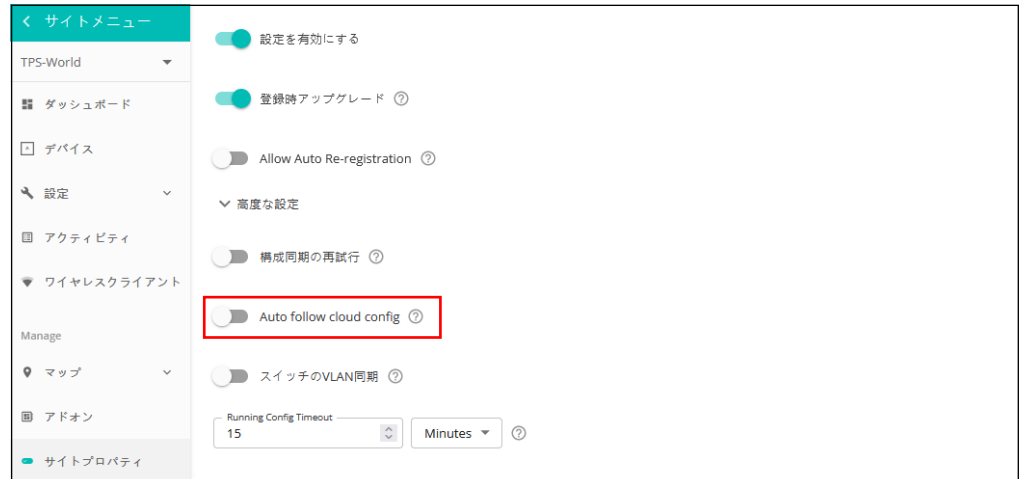 サイトメニュー
TPS-World
ダッシュボード
デバイス
設定
アクティビティ
ワイヤレスクライアント
Manage
マップ
アドオン
サイトプロパティ
設定を有効にする
登録時アップグレード
Allow Auto Re-registration
高度な設定
構成同期の再試行
Auto follow cloud config
スイッチのVLAN同期
Running Config Timeout
15 Minutes